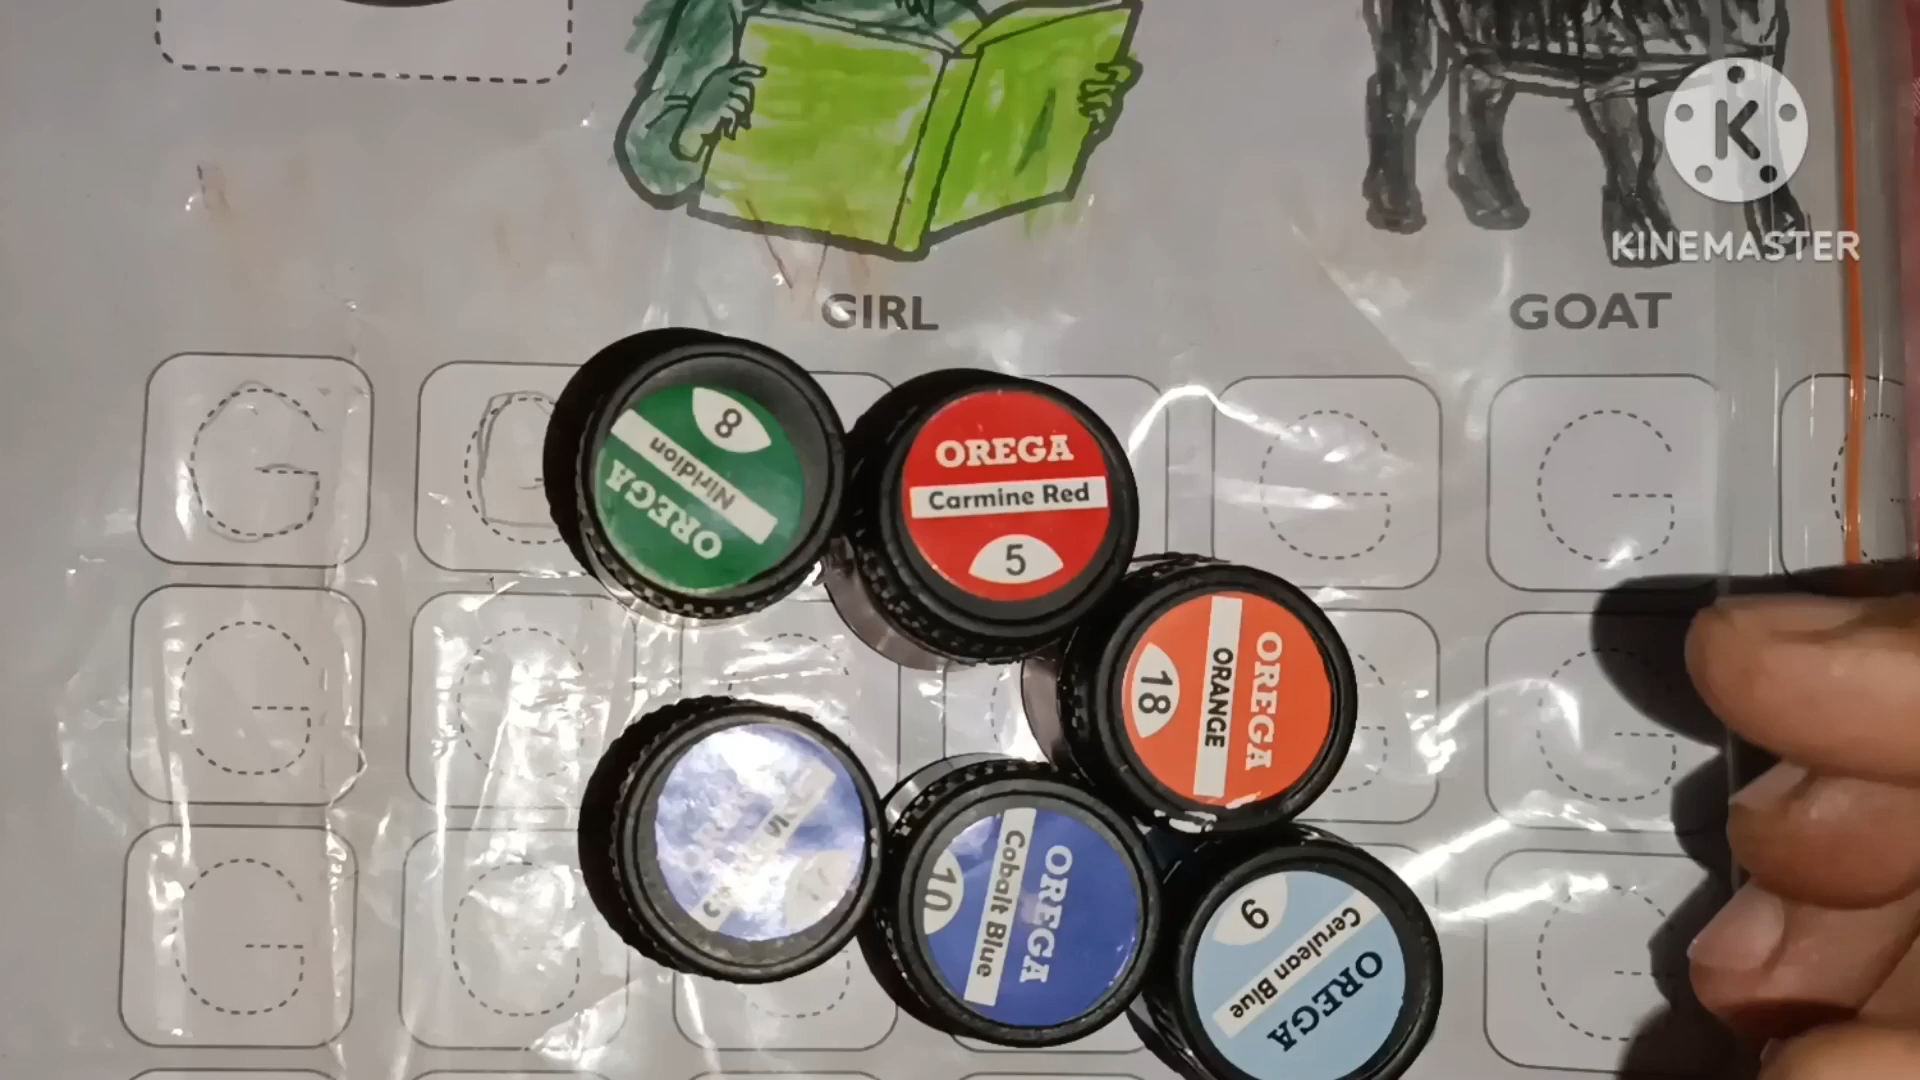 K
KINEMASTER
GIRL
GOAT
8
Niridion
OREGA
OREGA
Carmine Red
5
OREGA
ORANGE
18
OREGA
Cobalt Blue
10
9
Cerulean Blue
OREGA
G
G
G
G
G
G
G
G
G
G
G